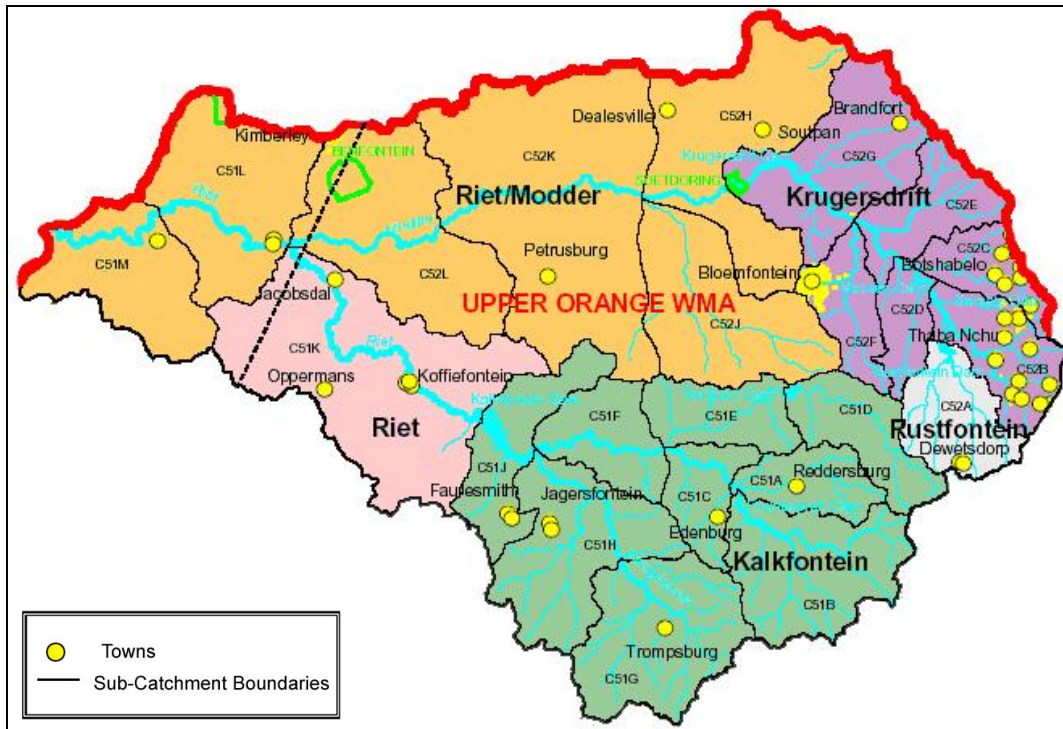 Brandfort
Dealesville
C52H
Soutpan
Kimberley
C52K
C52G
BENFONTEIN
C51L
SOETDORING
Riet/Modder
Krugersdrift
C52E
Riet
C52C
C51M
Petrusburg
Bloemfontein
Botshabelo
C52L
Jacobsdal
UPPER ORANGE WMA
C52D
C52J
Thaba Nchu
C51K
Riet
C52F
Oppermans
Koffiefontein
C52B
C52A
C51F
C51E
C51D
Riet
Rustfontein
Dewetsdorp
C51J
C51A
Reddersburg
Fauresmith
Jagersfontein
C51C
Edenburg
C51H
Kalkfontein
C51B
Trompsburg
C51G
Towns
Sub-Catchment Boundaries